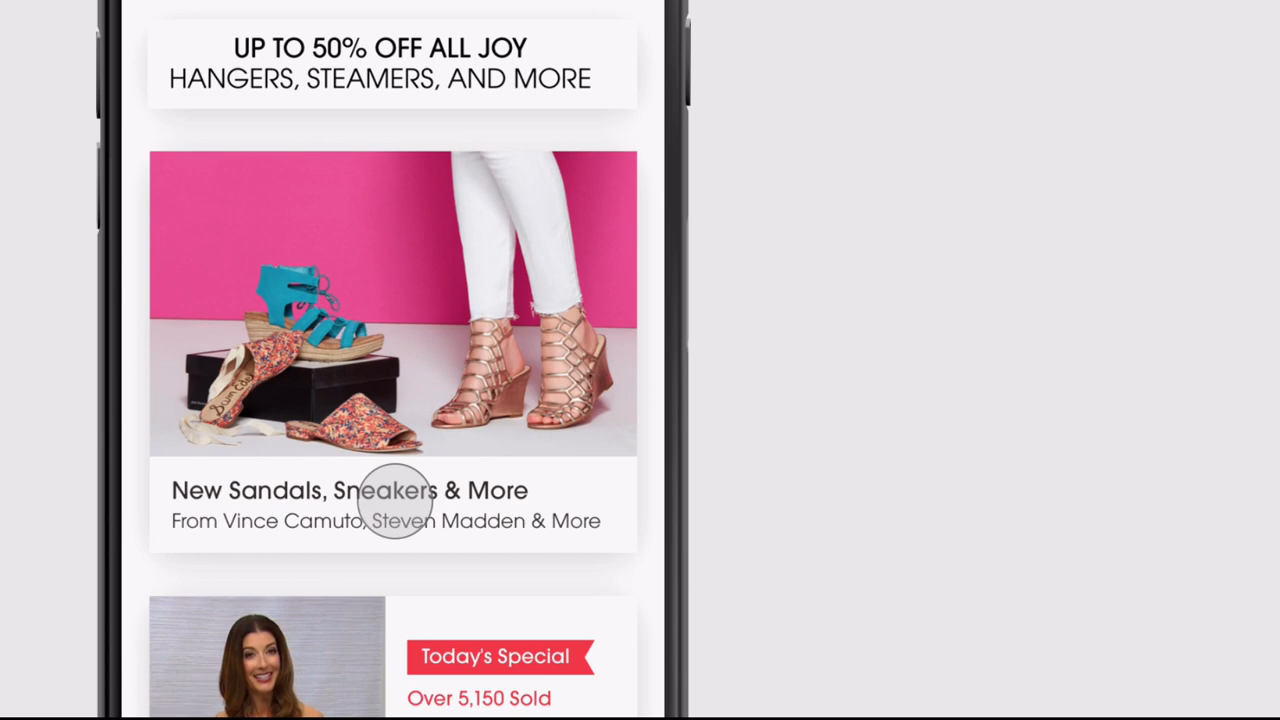 UP TO 50% OFF ALL JOY
HANGERS, STEAMERS, AND MORE
New Sandals, Sneakers & More
From Vince Camuto, Steven Madden & More
Today's Special
Over 5,150 Sold